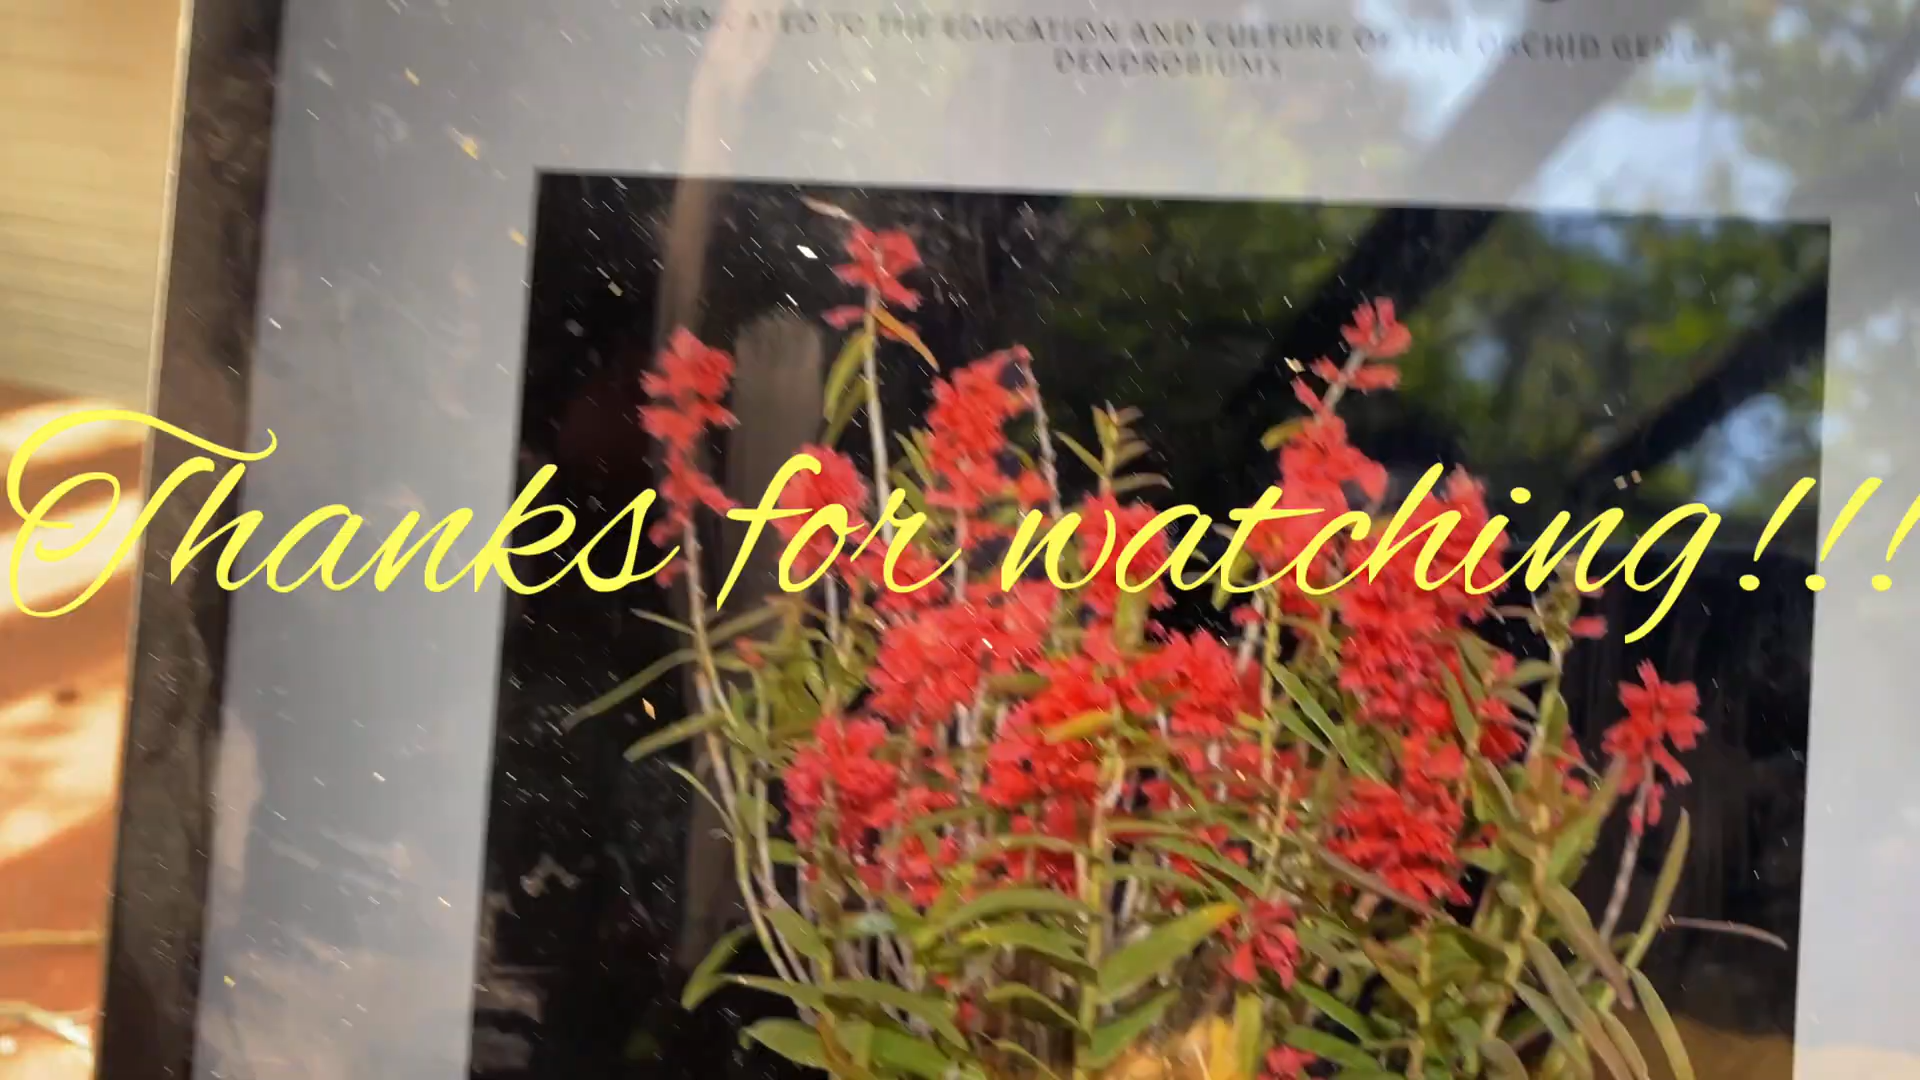 DEDICATED TO THE EDUCATION AND CULTURE OF THE ORCHID GENUS
DENDROBIUMS
Thanks for watching!!!